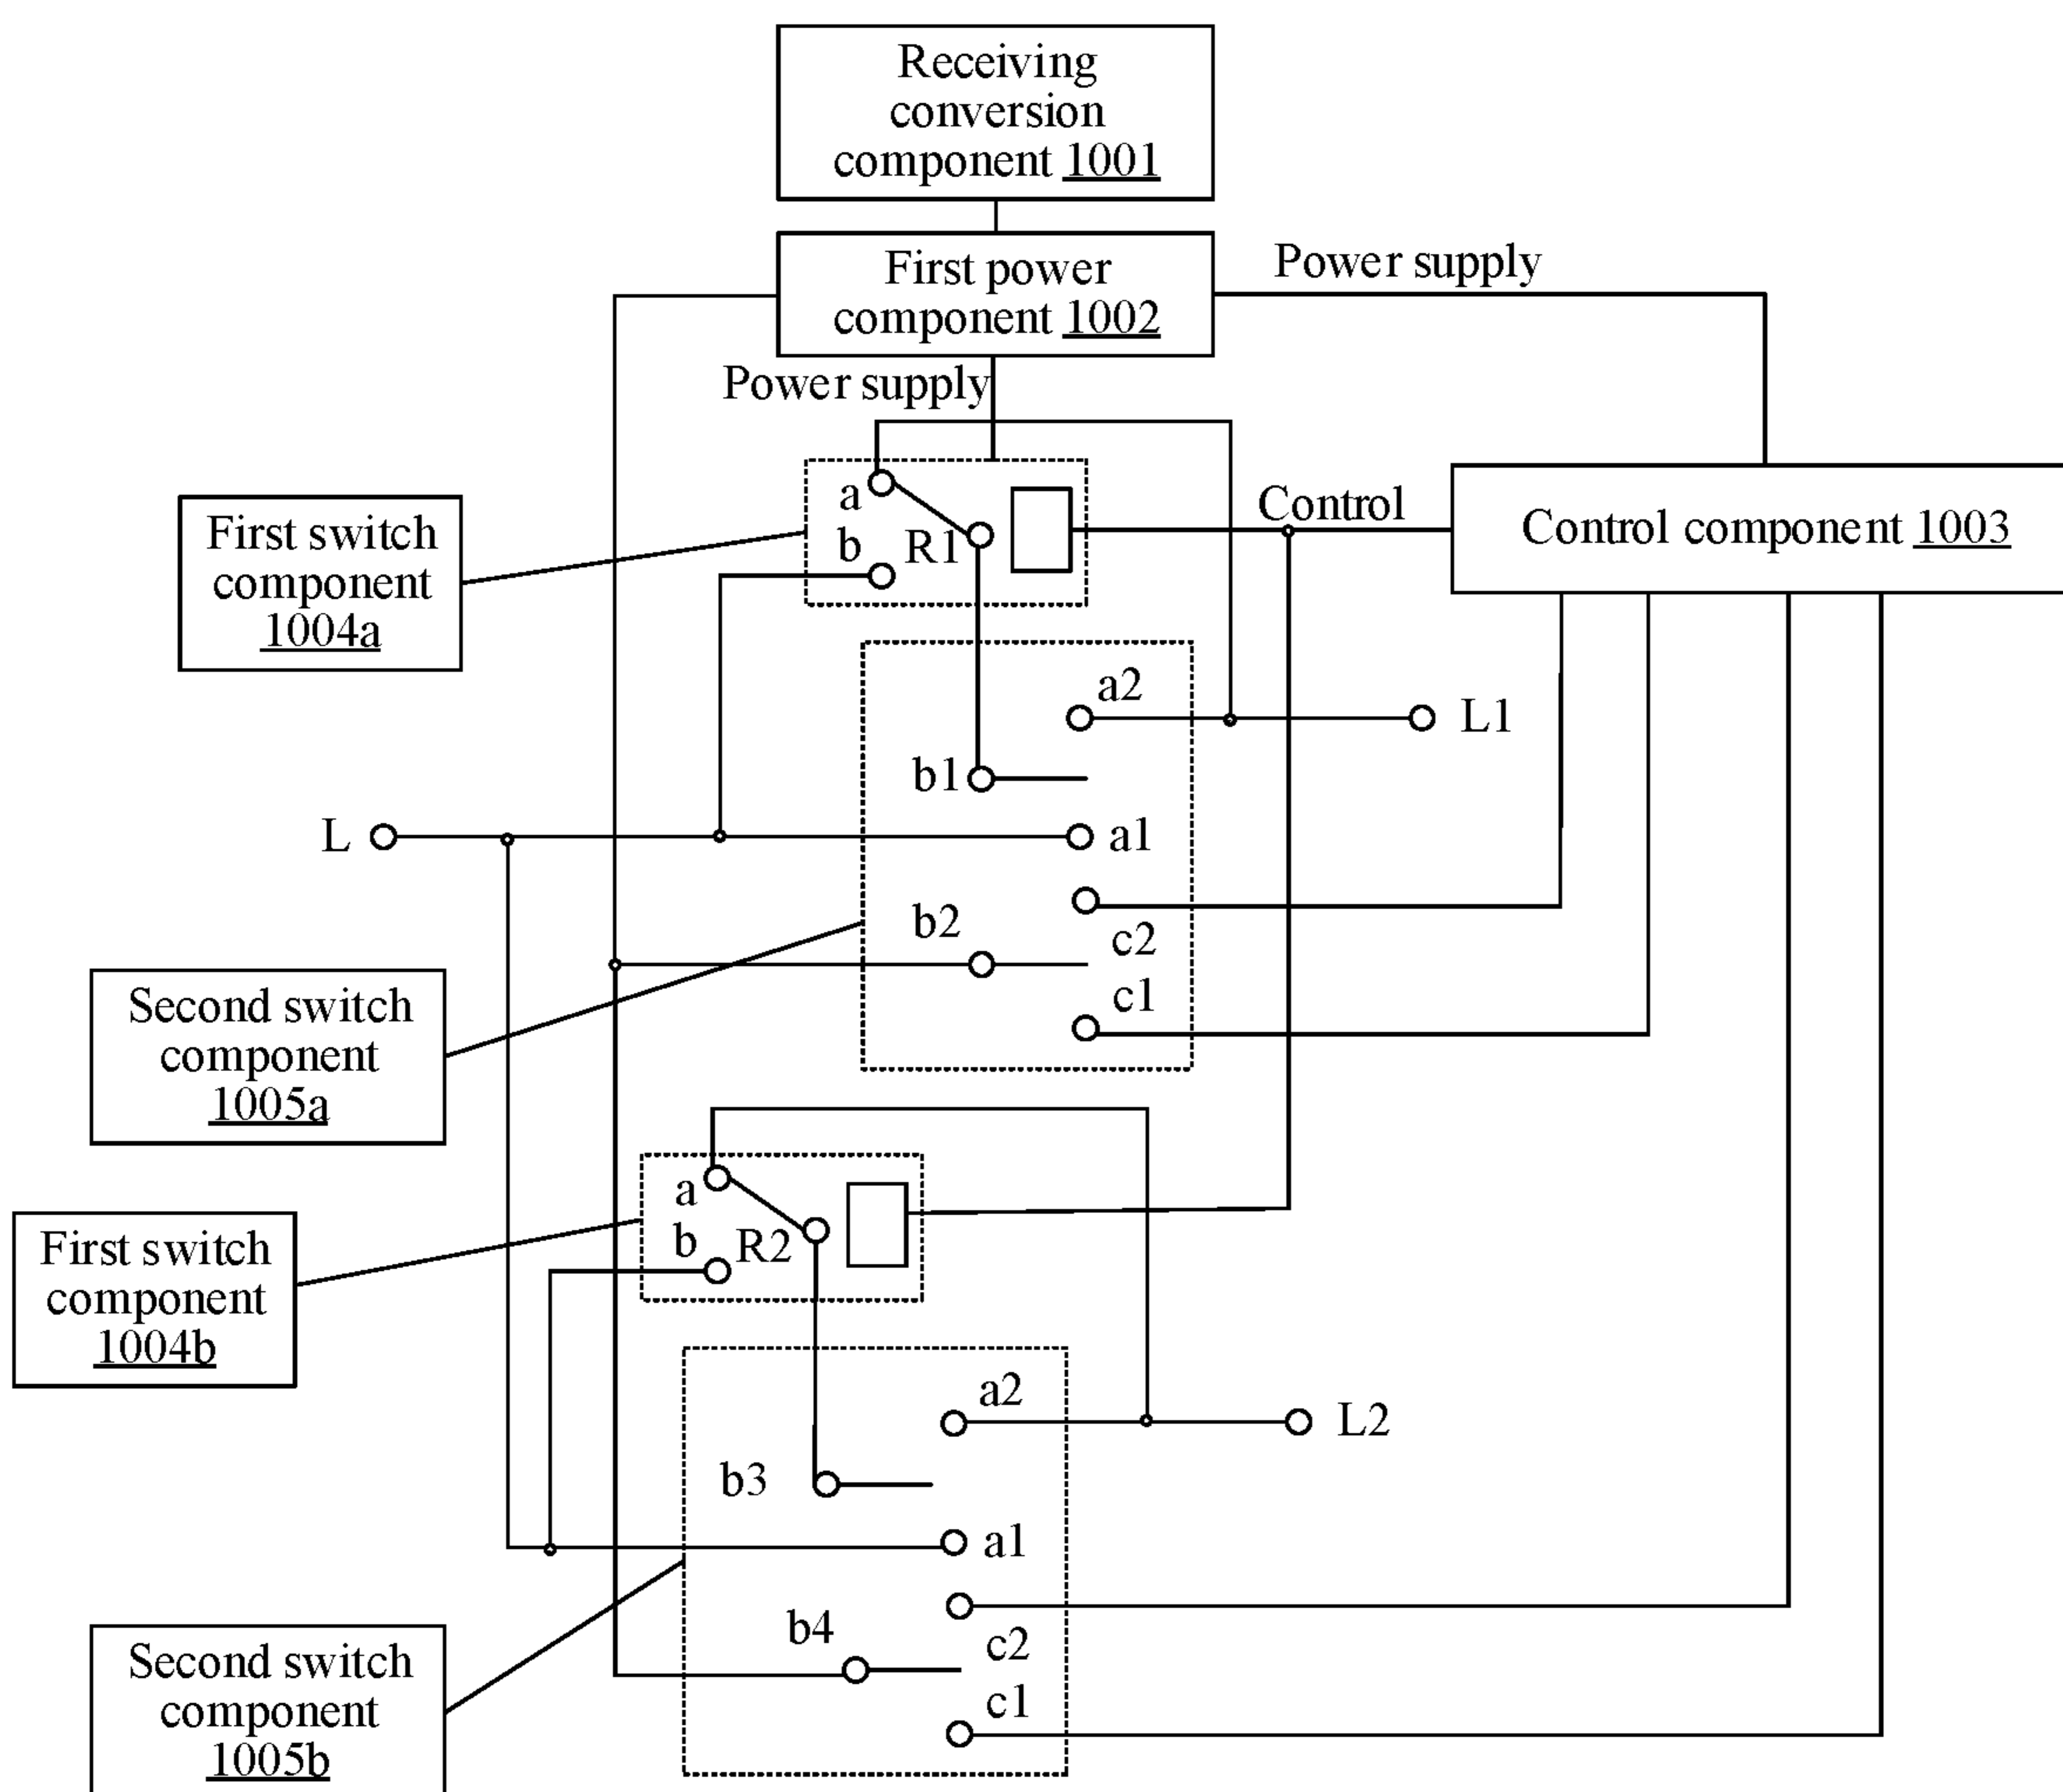 Receiving
conversion
component 1001
First power
component 1002
Power supply
Power supply
First switch
component
1004a
a
b
R1
Control
Control component 1003
a2
L1
b1
L
a1
b2
c2
c1
Second switch
component
1005a
First switch
component
1004b
a
b
R2
a2
L2
b3
a1
b4
c2
c1
Second switch
component
1005b